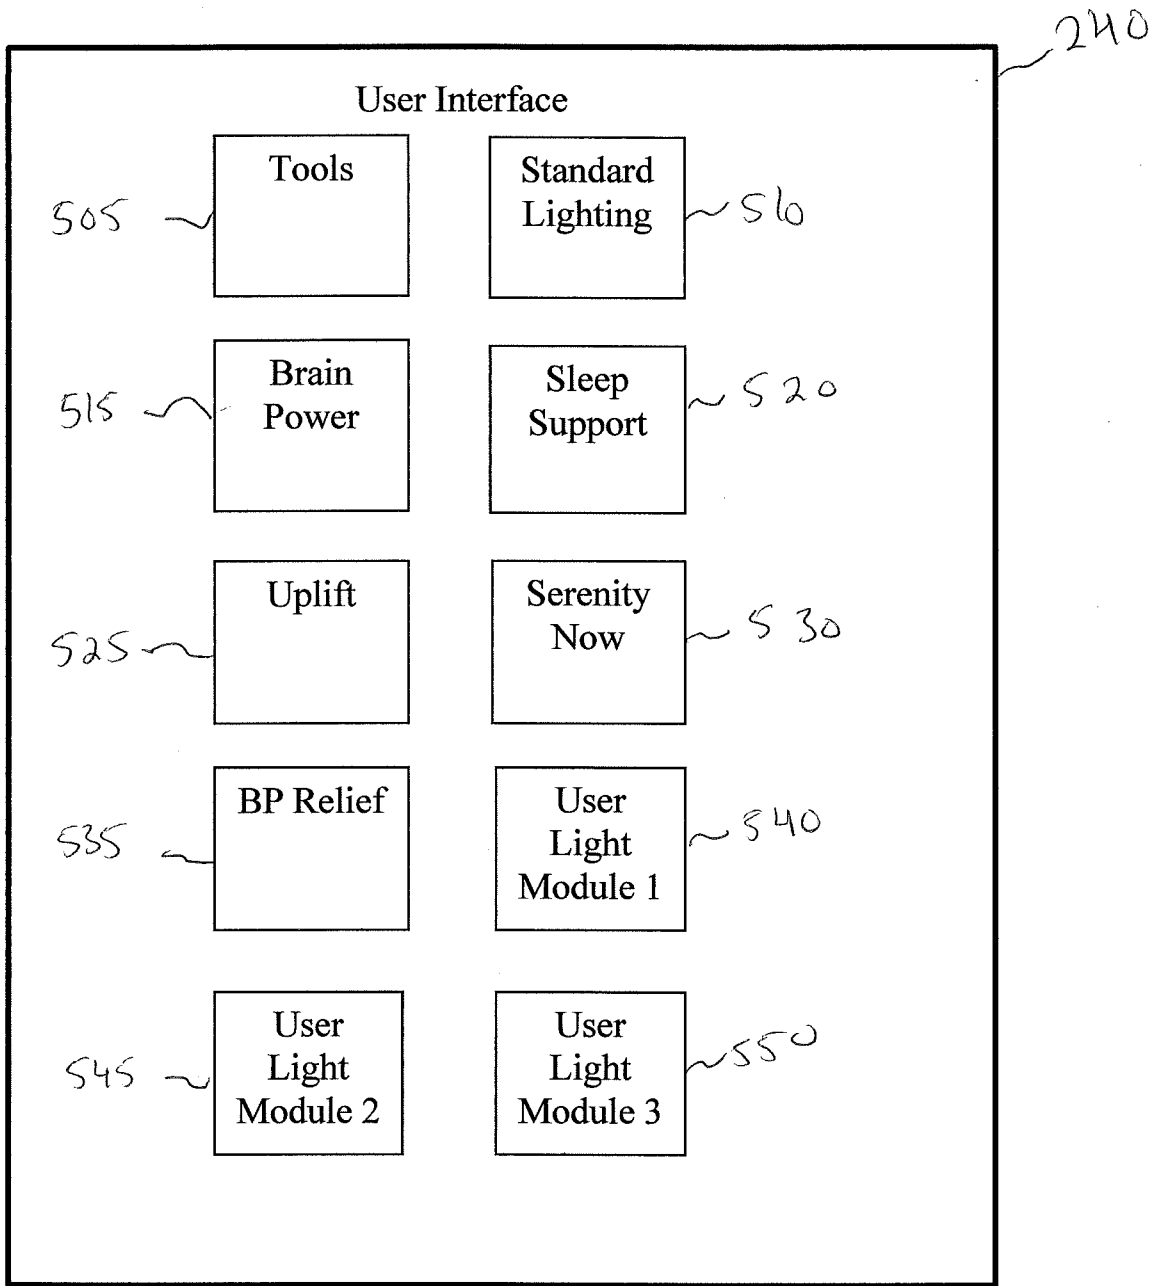 240
User Interface
Tools
Standard
Lighting
505
510
Brain
Power
Sleep
Support
515
520
Uplift
Serenity
Now
525
530
BP Relief
User
Light
Module 1
535
540
User
Light
Module 2
User
Light
Module 3
545
550